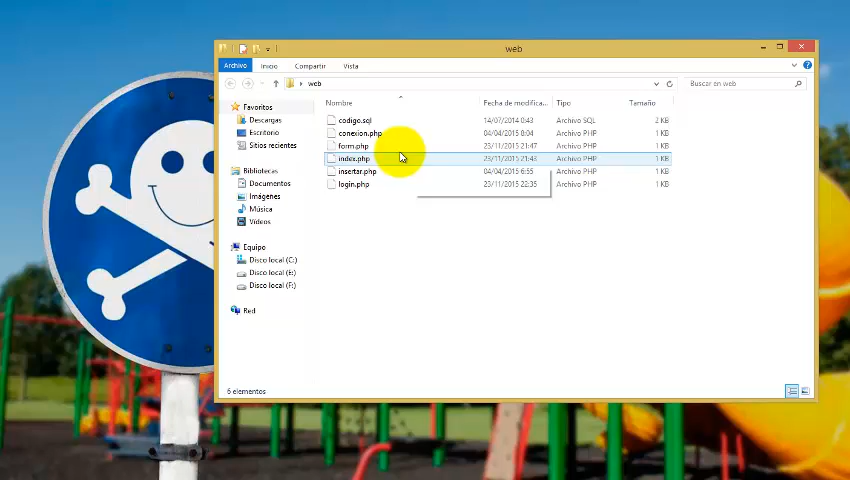 web
Archivo Inicio Compartir Vista
web Buscar en web
Nombre Fecha de modifica... Tipo Tamaño
Favoritos
Descargas
Escritorio
Sitios recientes
Bibliotecas
Documentos
Imágenes
Música
Vídeos
Equipo
Disco local (C:)
Disco local (E:)
Disco local (F:)
Red
codigo.sql 14/07/2014 0:43 Archivo SQL 2 KB
conexion.php 04/04/2015 8:04 Archivo PHP 1 KB
form.php 23/11/2015 21:47 Archivo PHP 1 KB
index.php 23/11/2015 21:43 Archivo PHP 1 KB
insertar.php 04/04/2015 6:55 Archivo PHP 1 KB
login.php 23/11/2015 22:35 Archivo PHP 1 KB
6 elementos